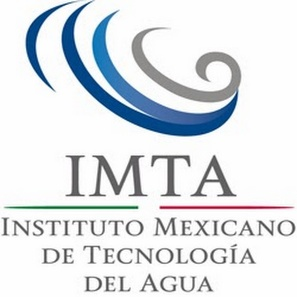 IMTA
INSTITUTO MEXICANO
DE TECNOLOGÍA
DEL AGUA